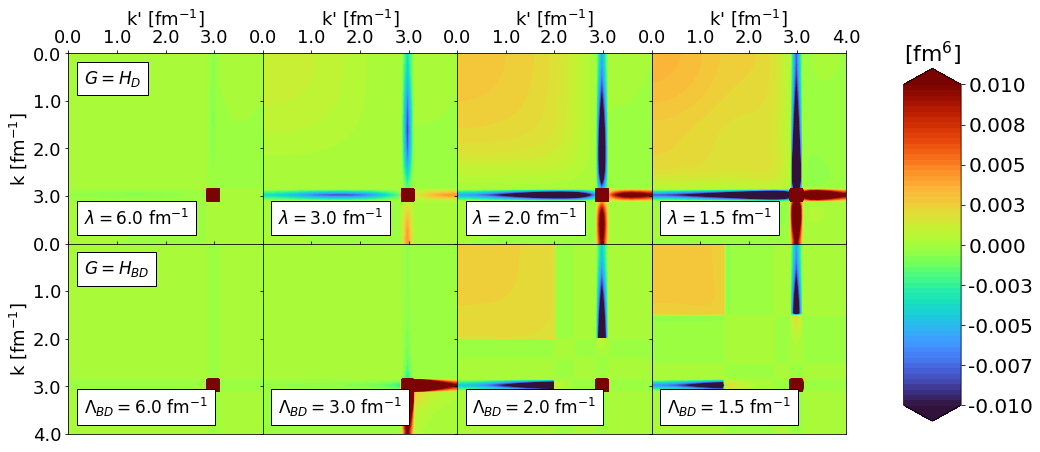 k' [fm⁻¹] k' [fm⁻¹] k' [fm⁻¹] k' [fm⁻¹]
0.0 1.0 2.0 3.0 0.0 1.0 2.0 3.0 0.0 1.0 2.0 3.0 0.0 1.0 2.0 3.0 4.0
[fm⁶]
k [fm⁻¹]
0.0
1.0
2.0
3.0
G = H_D
λ = 6.0 fm⁻¹
λ = 3.0 fm⁻¹
λ = 2.0 fm⁻¹
λ = 1.5 fm⁻¹
k [fm⁻¹]
0.0
1.0
2.0
3.0
4.0
G = H_BD
Λ_BD = 6.0 fm⁻¹
Λ_BD = 3.0 fm⁻¹
Λ_BD = 2.0 fm⁻¹
Λ_BD = 1.5 fm⁻¹
0.010
0.008
0.005
0.003
0.000
-0.003
-0.005
-0.007
-0.010